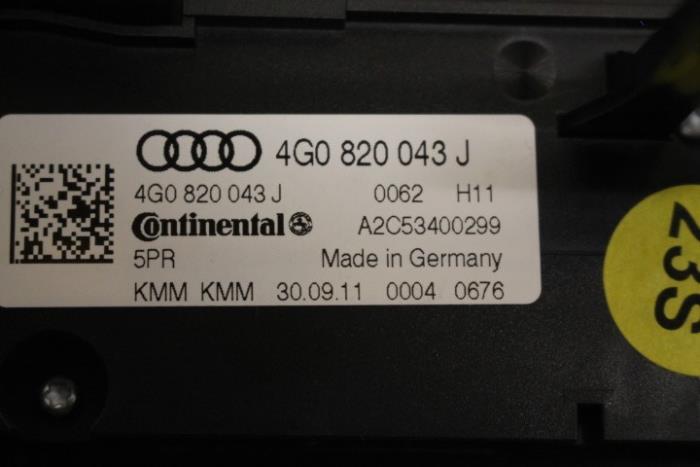 4G0 820 043 J
4G0 820 043 J 0062 H11
Continental A2C53400299
5PR Made in Germany
KMM KMM 30.09.11 0004 0676
23S